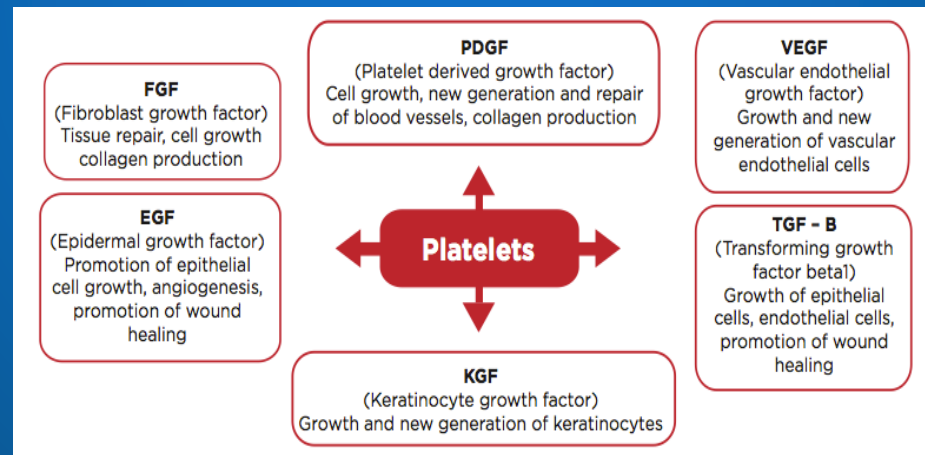 PDGF
(Platelet derived growth factor)
Cell growth, new generation and repair
of blood vessels, collagen production
VEGF
(Vascular endothelial
growth factor)
Growth and new
generation of vascular
endothelial cells
FGF
(Fibroblast growth factor)
Tissue repair, cell growth
collagen production
EGF
(Epidermal growth factor)
Promotion of epithelial
cell growth, angiogenesis,
promotion of wound
healing
Platelets
TGF – B
(Transforming growth
factor beta1)
Growth of epithelial
cells, endothelial cells,
promotion of wound
healing
KGF
(Keratinocyte growth factor)
Growth and new generation of keratinocytes